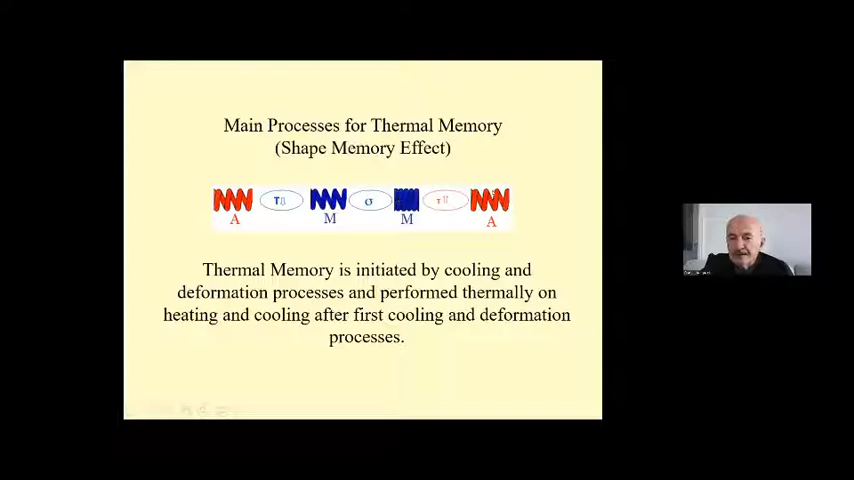 Main Processes for Thermal Memory
(Shape Memory Effect)
T⇩ σ T⇧
A M M A
Thermal Memory is initiated by cooling and
deformation processes and performed thermally on
heating and cooling after first cooling and deformation
processes.